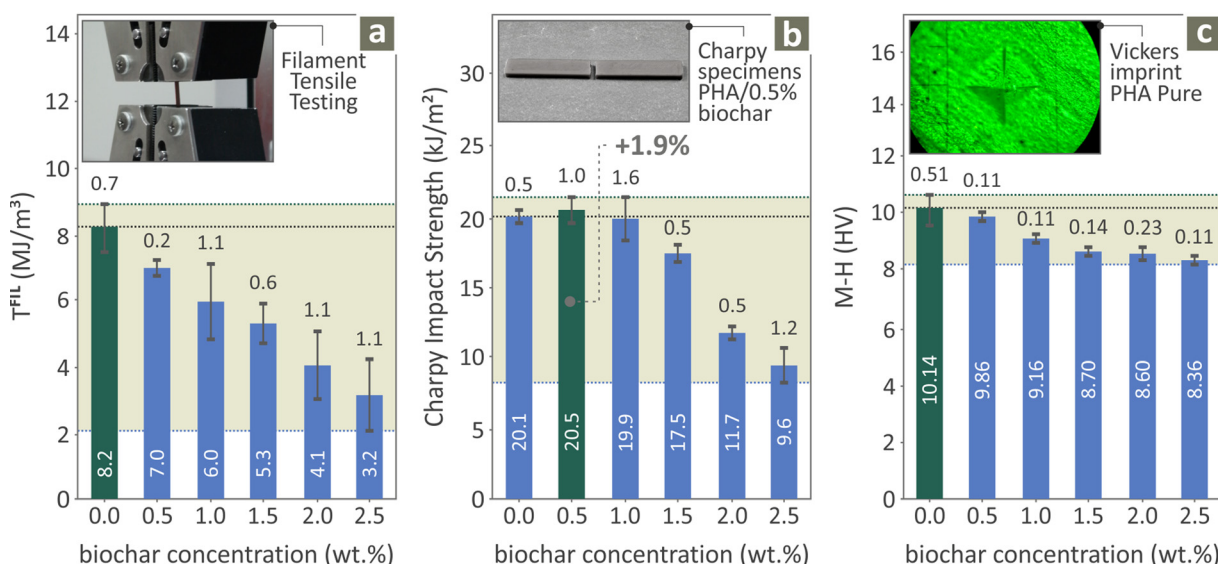 a
Filament
Tensile
Testing
14
12
10
8
6
4
2
0
T^FIL (MJ/m³)
0.7
0.2
1.1
0.6
1.1
1.1
8.2
7.0
6.0
5.3
4.1
3.2
0.0 0.5 1.0 1.5 2.0 2.5
biochar concentration (wt.%)
b
Charpy
specimens
PHA/0.5%
biochar
+1.9%
30
25
20
15
10
5
0
Charpy Impact Strength (kJ/m²)
0.5
1.0
1.6
0.5
0.5
1.2
20.1
20.5
19.9
17.5
11.7
9.6
0.0 0.5 1.0 1.5 2.0 2.5
biochar concentration (wt.%)
c
Vickers
imprint
PHA Pure
16
14
12
10
8
6
4
2
0
M-H (HV)
0.51
0.11
0.11
0.14
0.23
0.11
10.14
9.86
9.16
8.70
8.60
8.36
0.0 0.5 1.0 1.5 2.0 2.5
biochar concentration (wt.%)